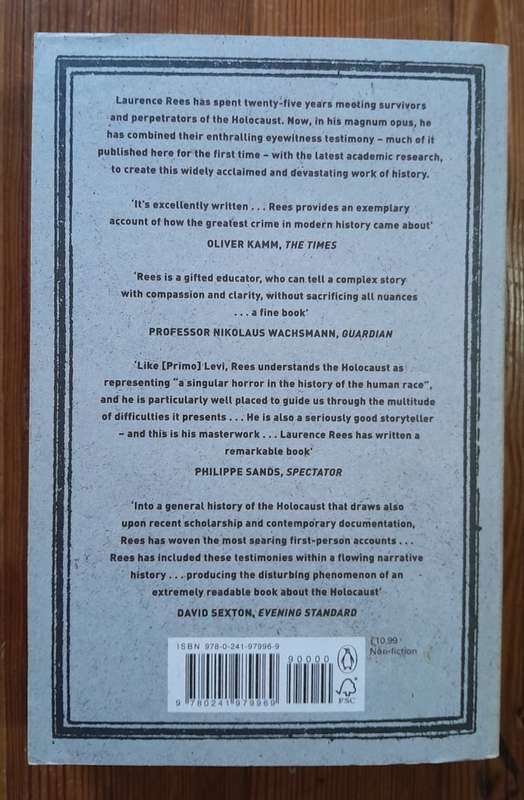 Laurence Rees has spent twenty-five years meeting survivors
and perpetrators of the Holocaust. Now, in his magnum opus, he
has combined their enthralling eyewitness testimony – much of it
published here for the first time – with the latest academic research,
to create this widely acclaimed and devastating work of history.
'It's excellently written . . . Rees provides an exemplary
account of how the greatest crime in modern history came about'
OLIVER KAMM, THE TIMES
'Rees is a gifted educator, who can tell a complex story
with compassion and clarity, without sacrificing all nuances
. . . a fine book'
PROFESSOR NIKOLAUS WACHSMANN, GUARDIAN
'Like [Primo] Levi, Rees understands the Holocaust as
representing "a singular horror in the history of the human race",
and he is particularly well placed to guide us through the multitude
of difficulties it presents . . . He is also a seriously good storyteller
– and this is his masterwork . . . Laurence Rees has written a
remarkable book'
PHILIPPE SANDS, SPECTATOR
'Into a general history of the Holocaust that draws also
upon recent scholarship and contemporary documentation,
Rees has woven the most searing first-person accounts . . .
Rees has included these testimonies within a flowing narrative
history . . . producing the disturbing phenomenon of an
extremely readable book about the Holocaust'
DAVID SEXTON, EVENING STANDARD
ISBN 978-0-241-97996-9
90000
9 780241 979969
FSC
£10.99
Non-fiction